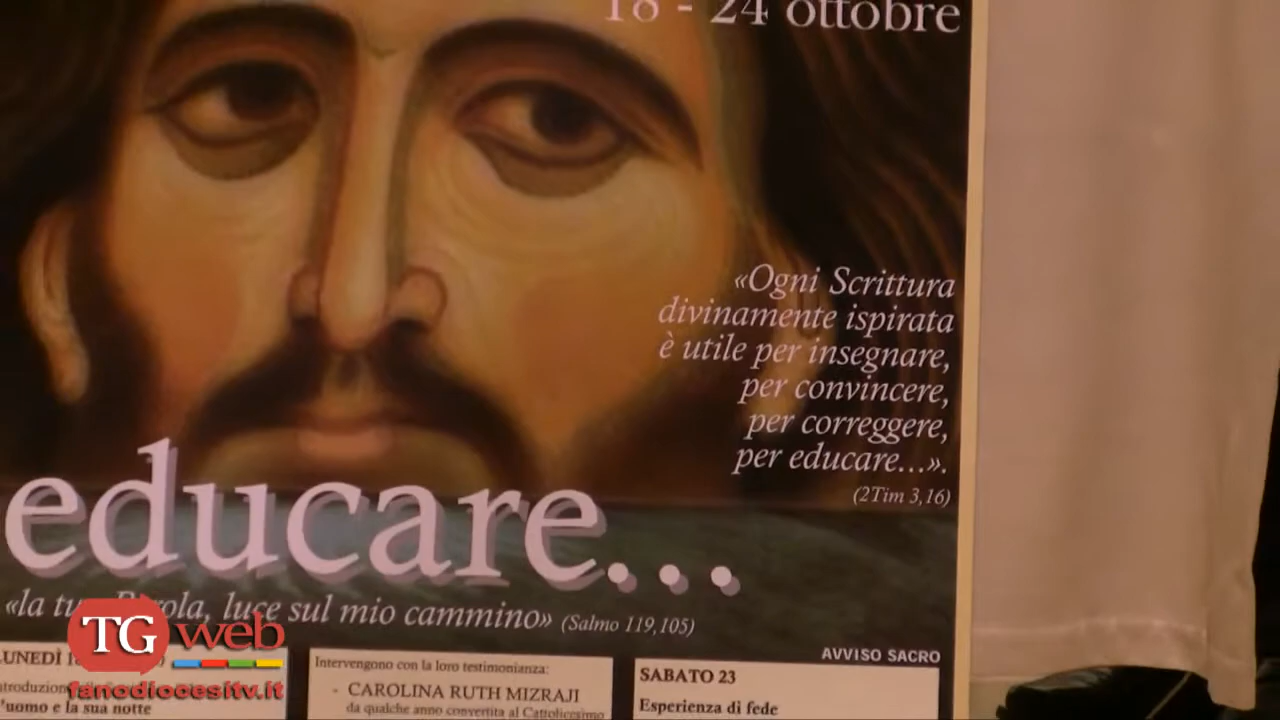 18 - 24 ottobre
«Ogni Scrittura
divinamente ispirata
è utile per insegnare,
per convincere,
per correggere,
per educare...».
(2Tim 3,16)
educare...
«la tu Parola, luce sul mio cammino» (Salmo 119,105)
AVVISO SACRO
TG web
fanodiocesitv.it
LUNEDÌ
'uomo e la sua notte
Intervengono con la loro testimonianza:
- CAROLINA RUTH MIZRAJI
da qualche anno convertita al Cattolicesimo
SABATO 23
Esperienza di fede